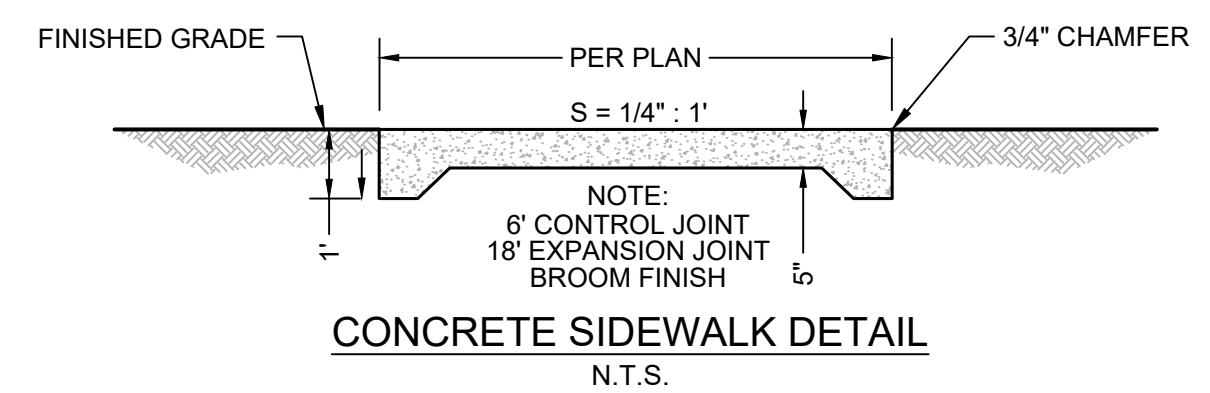 FINISHED GRADE
PER PLAN
3/4" CHAMFER
S = 1/4" : 1'
1'
NOTE:
6' CONTROL JOINT
18' EXPANSION JOINT
BROOM FINISH
5"
CONCRETE SIDEWALK DETAIL
N.T.S.